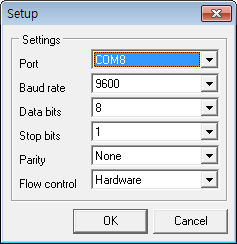 Setup
Settings
Port COM8
Baud rate 9600
Data bits 8
Stop bits 1
Parity None
Flow control Hardware
OK Cancel